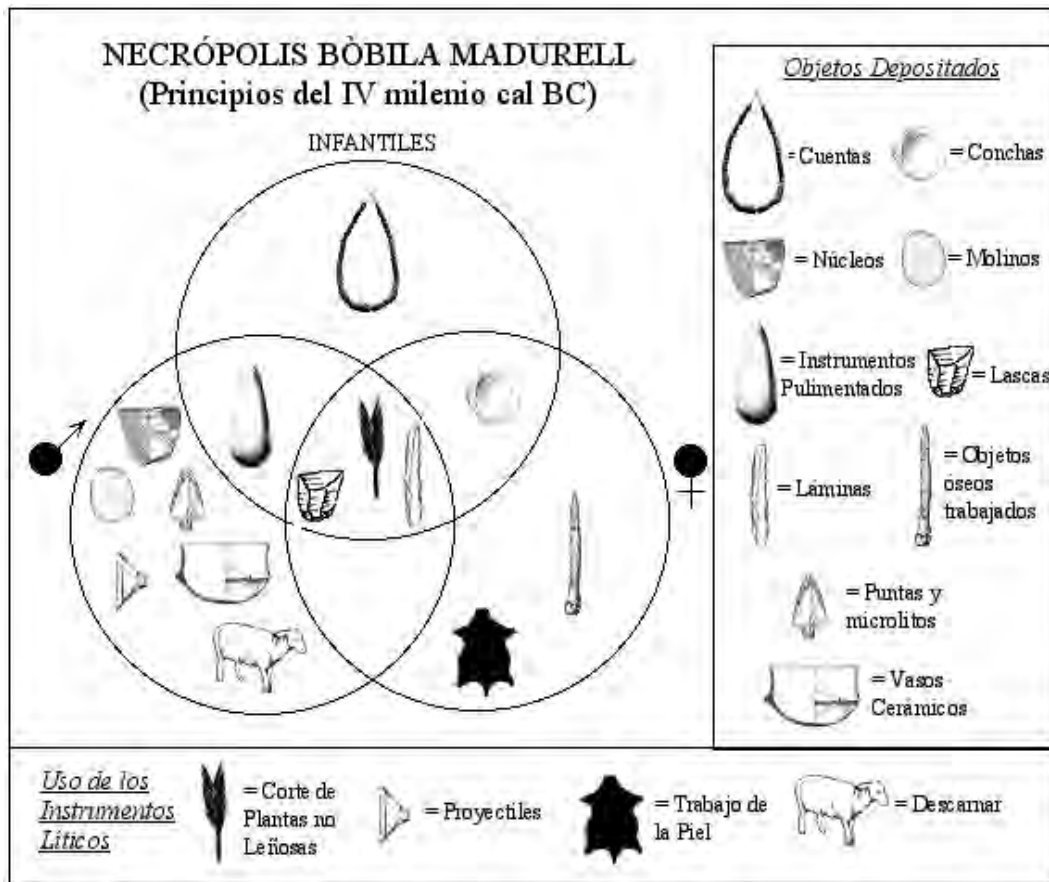 NECRÓPOLIS BÒBILA MADURELL
(Principios del IV milenio cal BC)
INFANTILES
Objetos Depositados
= Cuentas
= Conchas
= Núcleos
= Molinos
= Instrumentos
Pulimentados
= Lascas
= Láminas
= Objetos
óseos
trabajados
= Puntas y
microlitos
= Vasos
Cerámicos
Uso de los
Instrumentos
Líticos
= Corte de
Plantas no
Leñosas
= Proyectiles
= Trabajo de
la Piel
= Descarnar